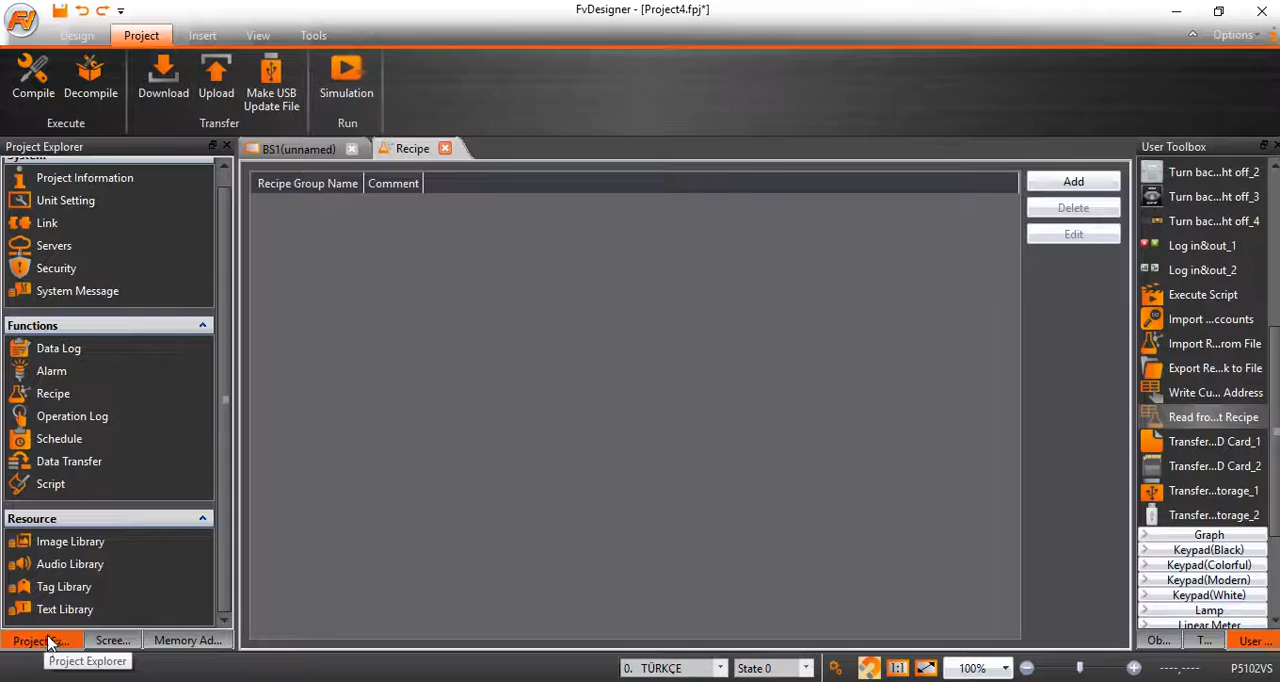 FvDesigner - [Project4.fpj*]
Design Project Insert View Tools Options
Compile Decompile Download Upload Make USB Update File Simulation
Execute Transfer Run
Project Explorer
System
Project Information
Unit Setting
Link
Servers
Security
System Message
Functions
Data Log
Alarm
Recipe
Operation Log
Schedule
Data Transfer
Script
Resource
Image Library
Audio Library
Tag Library
Text Library
Scree... Memory Ad...
Project Explorer
BS1(unnamed) Recipe
Recipe Group Name Comment
Add
Delete
Edit
User Toolbox
Turn bac...ht off_2
Turn bac...ht off_3
Turn bac...ht off_4
Log in&out_1
Log in&out_2
Execute Script
Import ...ccounts
Import R...rom File
Export Re...k to File
Write Cu... Address
Read fro...t Recipe
Transfer...D Card_1
Transfer...D Card_2
Transfer...torage_1
Transfer...torage_2
Graph
Keypad(Black)
Keypad(Colorful)
Keypad(Modern)
Keypad(White)
Lamp
Linear Meter
Ob... T... User ...
0. TÜRKÇE State 0 1:1 100% ----,---- P5102VS